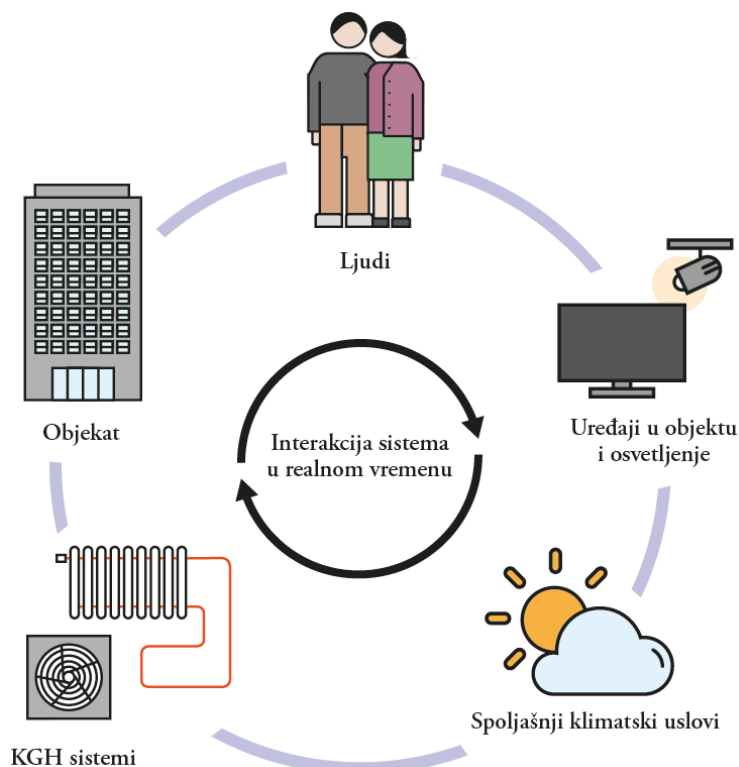 Ljudi
Objekat
Uređaji u objektu
i osvetljenje
Interakcija sistema
u realnom vremenu
Spoljašnji klimatski uslovi
KGH sistemi